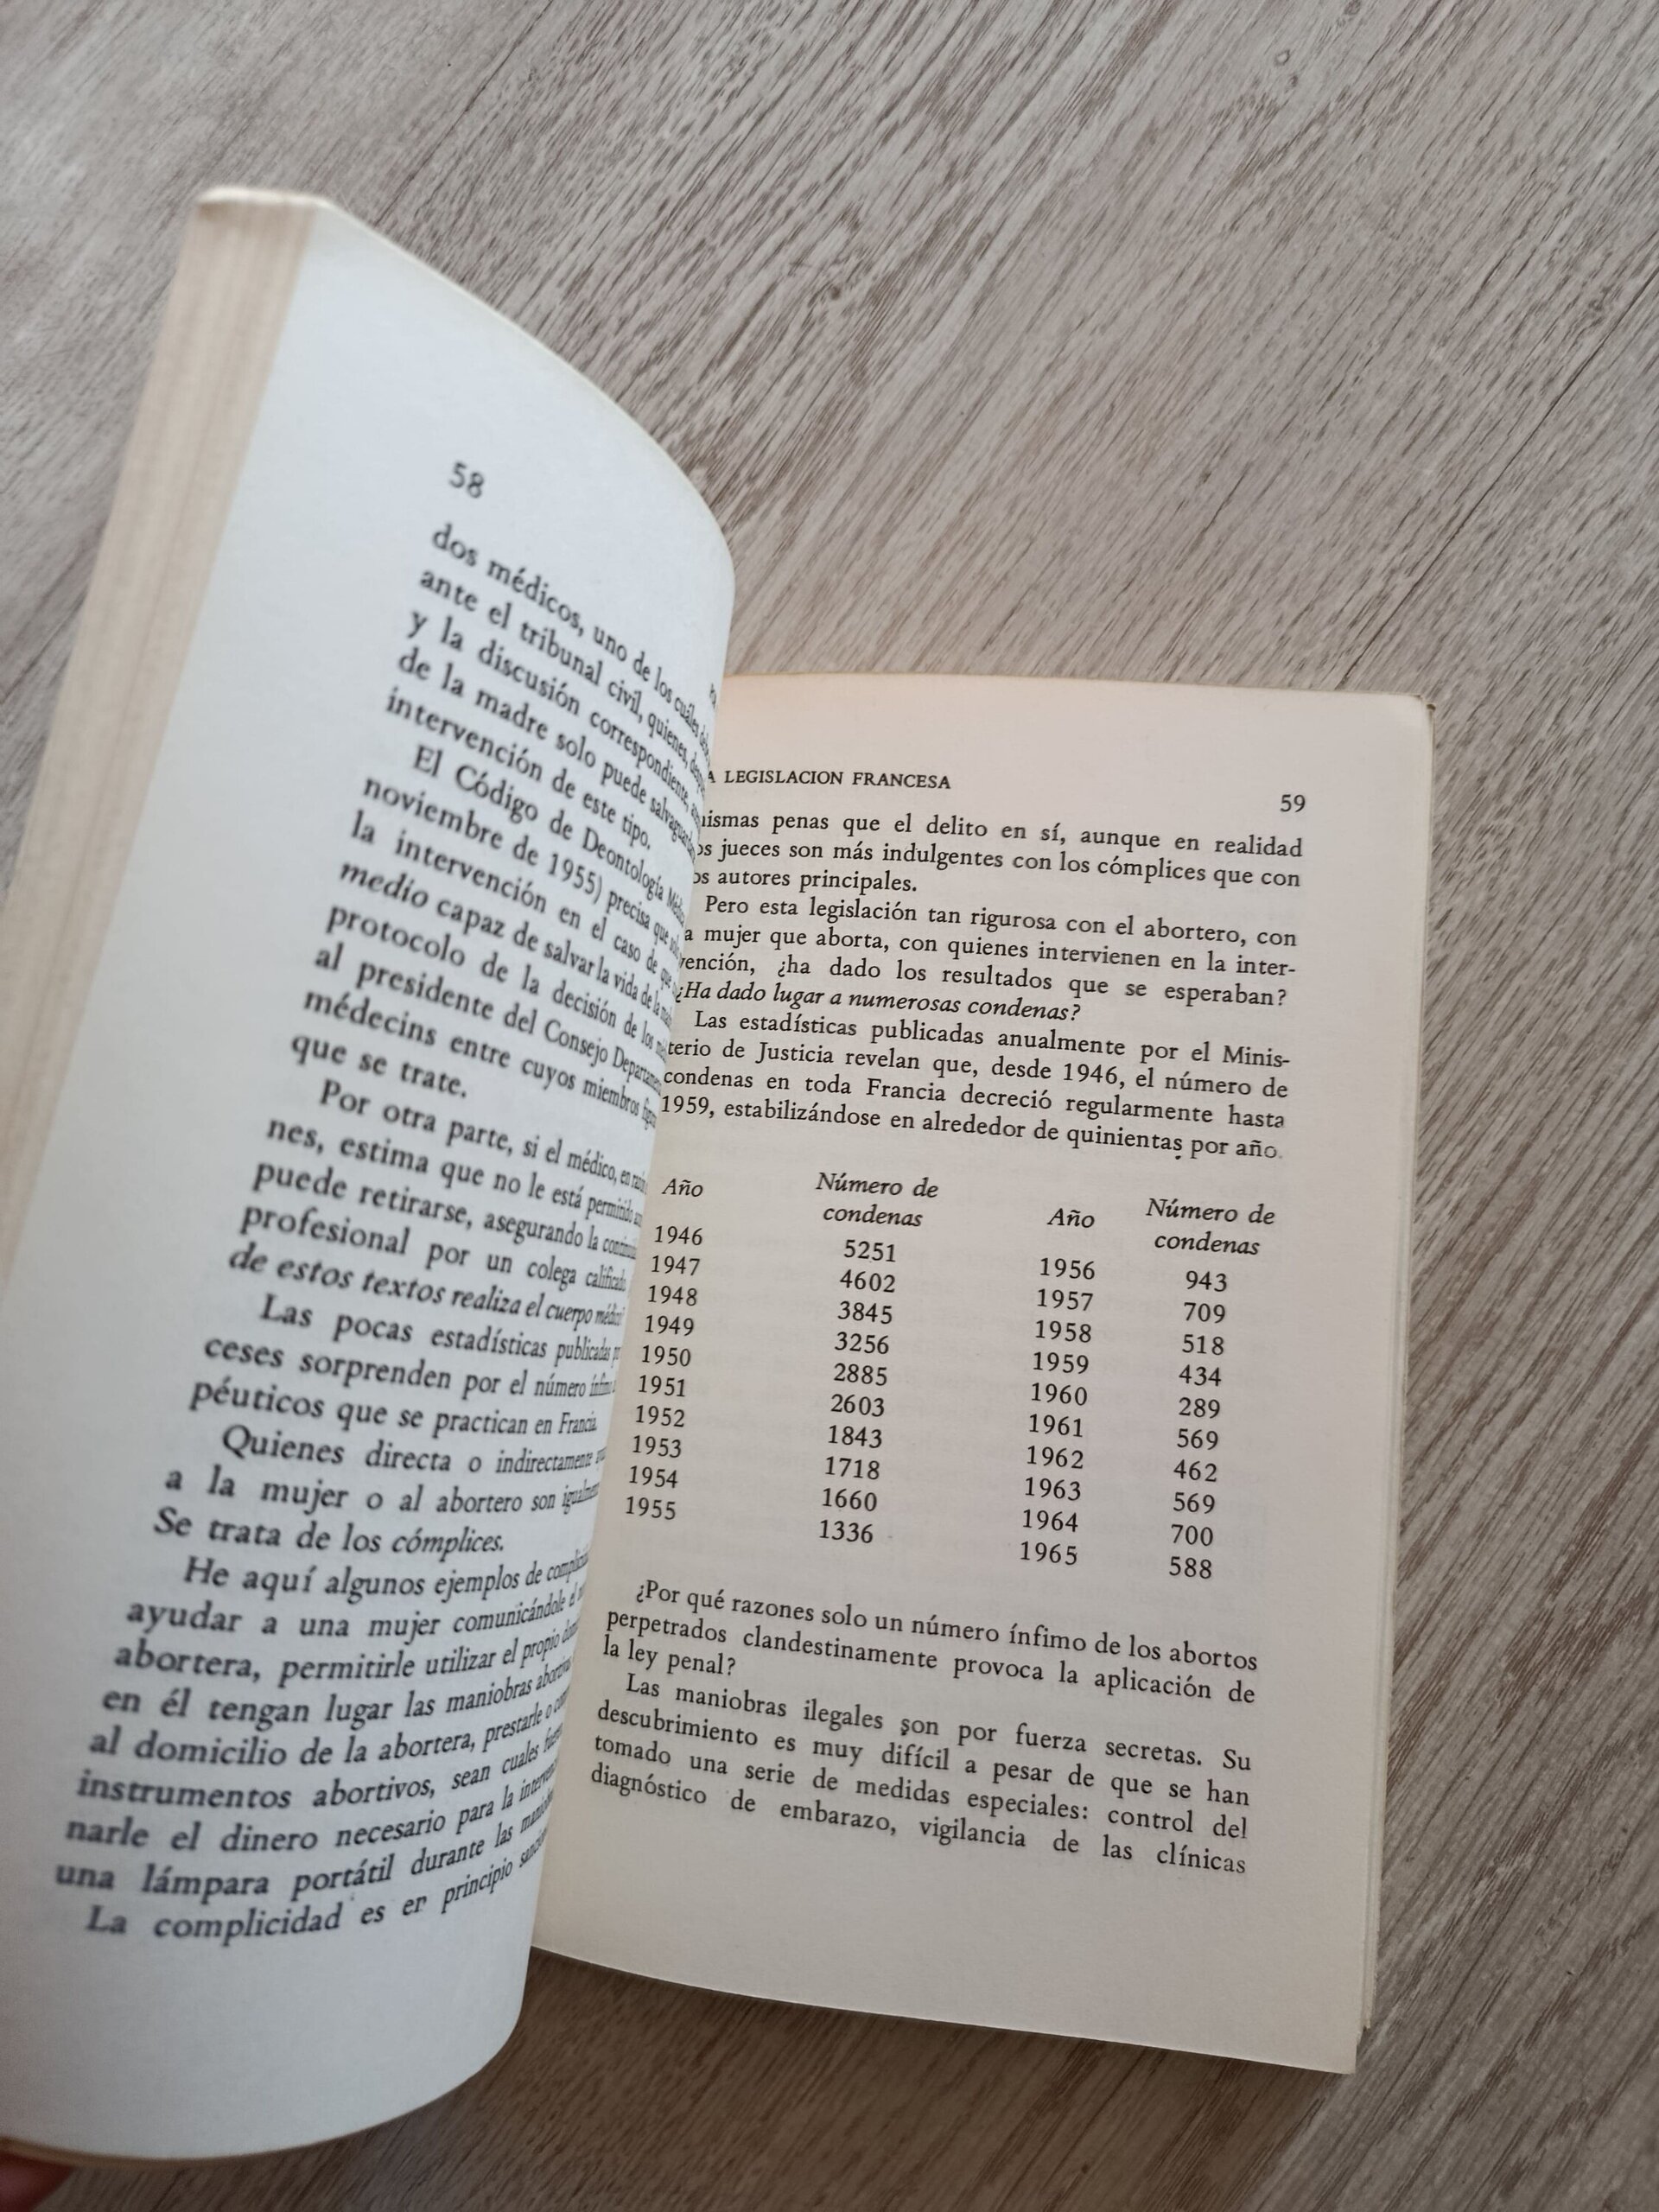 58
dos médicos, uno de los cuáles
ante el tribunal civil, quienes,
y la discusión correspondiente,
de la madre solo puede
intervención de este tipo.
El Código de Deontología
noviembre de 1955) precisa que
la intervención en el caso de que
medio capaz de salvar la vida de la
protocolo de la decisión de los
al presidente del Consejo
médecins entre cuyos miembros
que se trate.
Por otra parte, si el médico, en
nes, estima que no le está permitido
puede retirarse, asegurando la
profesional por un colega
de estos textos realiza el cuerpo
Las pocas estadísticas publicadas
ceses sorprenden por el número
péuticos que se practican en Francia.
Quienes directa o indirectamente
a la mujer o al abortero son
Se trata de los cómplices.
He aquí algunos ejemplos de
ayudar a una mujer comunicándole el
abortera, permitirle utilizar el propio
en él tengan lugar las maniobras
al domicilio de la abortera, prestarle o
instrumentos abortivos, sean cuales
narle el dinero necesario para la
una lámpara portátil durante las
La complicidad es en principio
LEGISLACION FRANCESA
59
mismas penas que el delito en sí, aunque en realidad
jueces son más indulgentes con los cómplices que con
autores principales.
Pero esta legislación tan rigurosa con el abortero, con
mujer que aborta, con quienes intervienen en la inter-
vención, ¿ha dado los resultados que se esperaban?
¿Ha dado lugar a numerosas condenas?
Las estadísticas publicadas anualmente por el Minis-
terio de Justicia revelan que, desde 1946, el número de
condenas en toda Francia decreció regularmente hasta
1959, estabilizándose en alrededor de quinientas por año.
Año Número de condenas Año Número de condenas
1946 5251 1956 943
1947 4602 1957 709
1948 3845 1958 518
1949 3256 1959 434
1950 2885 1960 289
1951 2603 1961 569
1952 1843 1962 462
1953 1718 1963 569
1954 1660 1964 700
1955 1336 1965 588
¿Por qué razones solo un número ínfimo de los abortos
perpetrados clandestinamente provoca la aplicación de
la ley penal?
Las maniobras ilegales son por fuerza secretas. Su
descubrimiento es muy difícil a pesar de que se han
tomado una serie de medidas especiales: control del
diagnóstico de embarazo, vigilancia de las clínicas